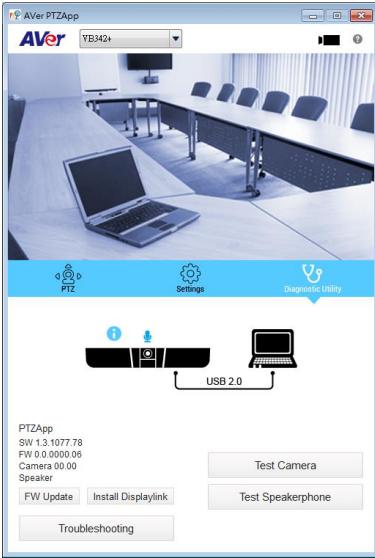 AVer PTZApp
AVer VB342+ ?
PTZ Settings Diagnostic Utility
i
USB 2.0
PTZApp
SW 1.3.1077.78
FW 0.0.0000.06
Camera 00.00
Speaker
Test Camera
FW Update Install Displaylink
Test Speakerphone
Troubleshooting